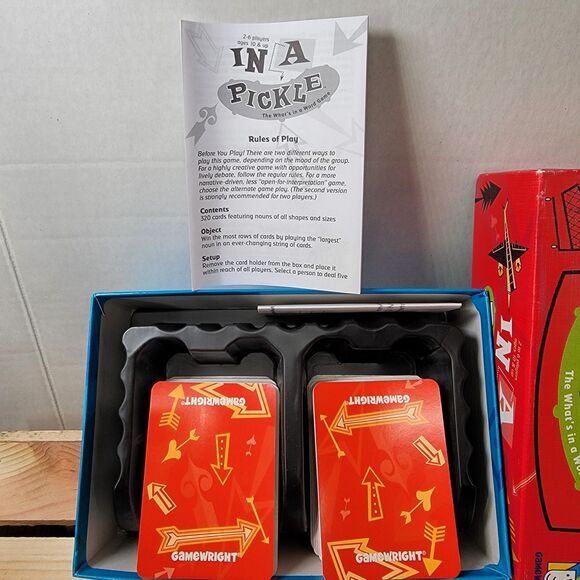 2-6 players
ages 10 & up
IN A
PICKLE™
The What's in a Word Game
Rules of Play
Before You Play! There are two different ways to
play this game, depending on the mood of the group.
For a highly creative game with opportunities for
lively debate, follow the regular rules. For a more
narrative-driven, less "open-for-interpretation" game,
choose the alternate game play. (The second version
is strongly recommended for two players.)
Contents
320 cards featuring nouns of all shapes and sizes
Object
Win the most rows of cards by playing the "largest"
noun in an ever-changing string of cards.
Setup
Remove the card holder from the box and place it
within reach of all players. Select a person to deal five
GAMEWRIGHT®
GAMEWRIGHT®
GAMEWRIGHT®
GAMEWRIGHT®
IN A
The What's in a Wo